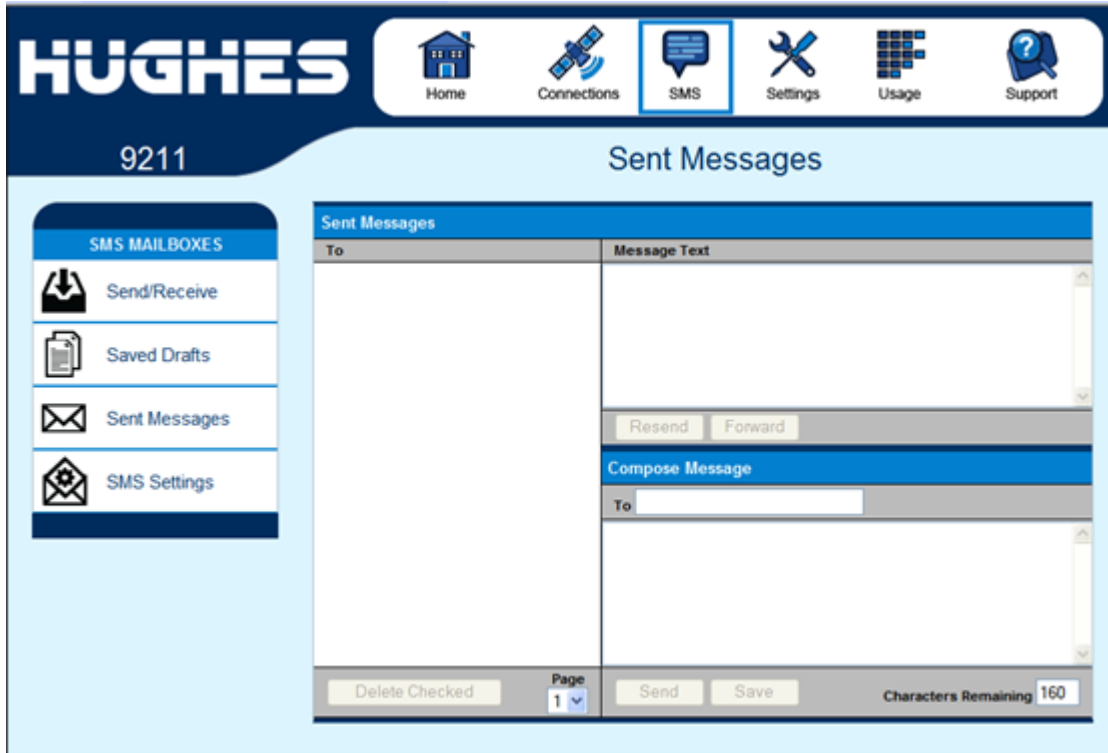 HUGHES
Home Connections SMS Settings Usage Support
9211
Sent Messages
SMS MAILBOXES
Send/Receive
Saved Drafts
Sent Messages
SMS Settings
Sent Messages
To Message Text
Resend Forward
Compose Message
To
Delete Checked Page 1 Send Save Characters Remaining 160